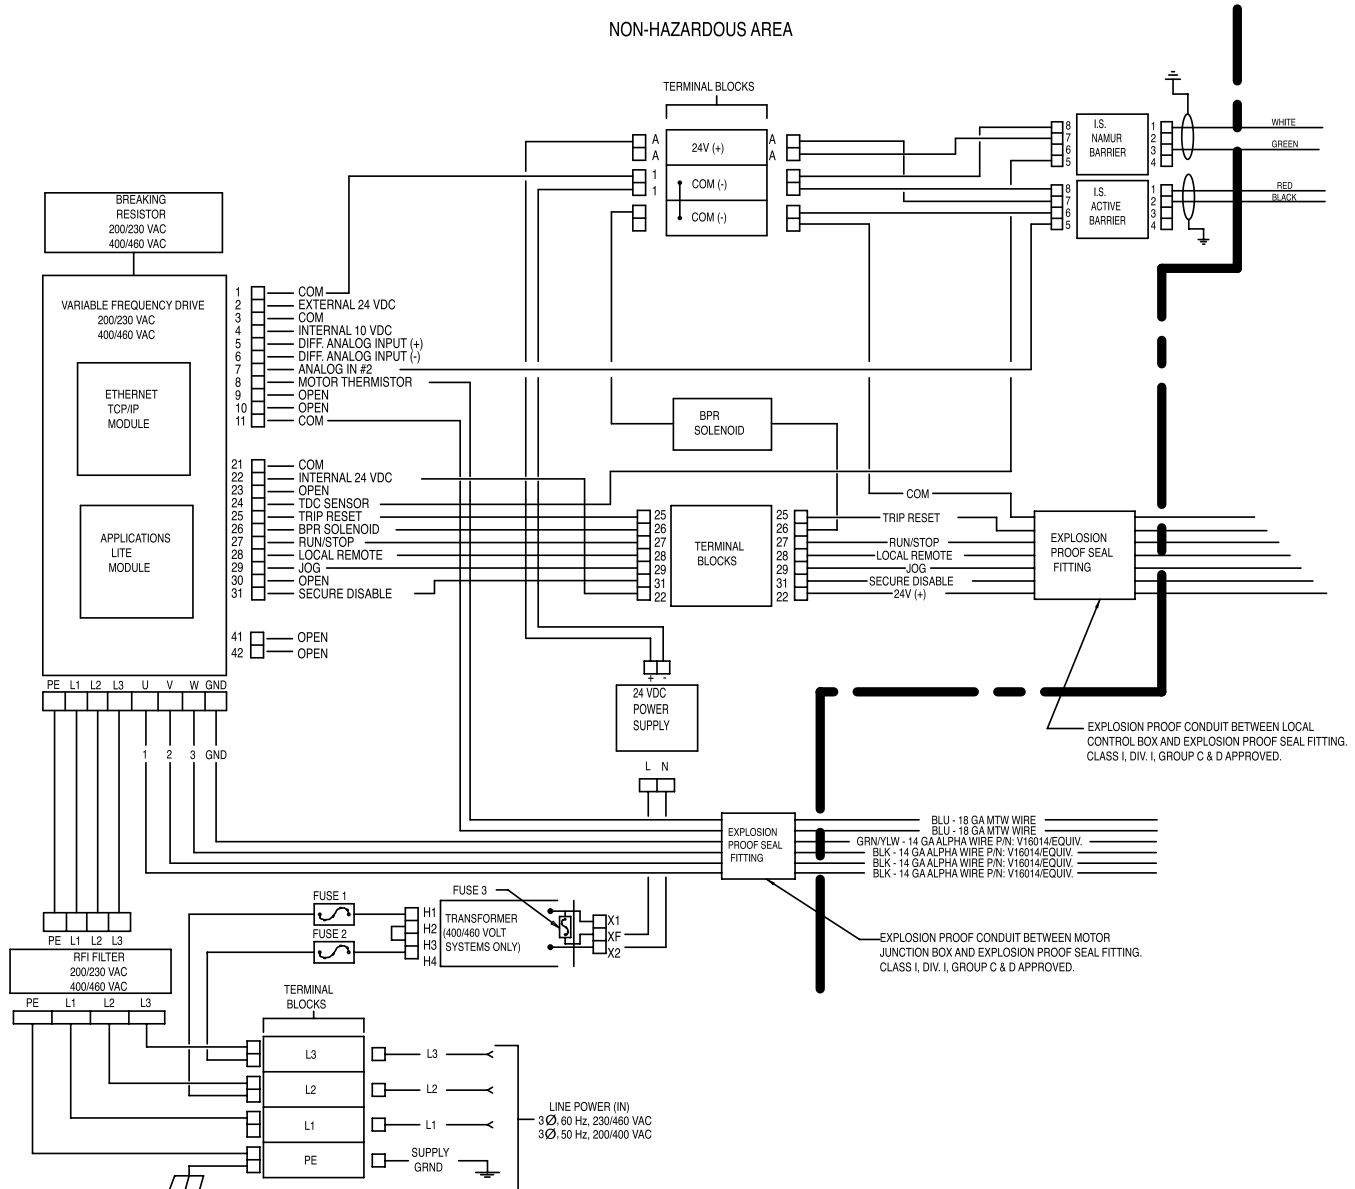 NON-HAZARDOUS AREA
TERMINAL BLOCKS
A
A
24V (+)
A
A
1
1
COM (-)
COM (-)
8
7
6
5
I.S.
NAMUR
BARRIER
1
2
3
4
WHITE
GREEN
8
7
6
5
I.S.
ACTIVE
BARRIER
1
2
3
4
RED
BLACK
BREAKING
RESISTOR
200/230 VAC
400/460 VAC
VARIABLE FREQUENCY DRIVE
200/230 VAC
400/460 VAC
ETHERNET
TCP/IP
MODULE
APPLICATIONS
LITE
MODULE
1 COM
2 EXTERNAL 24 VDC
3 COM
4 INTERNAL 10 VDC
5 DIFF. ANALOG INPUT (+)
6 DIFF. ANALOG INPUT (-)
7 ANALOG IN #2
8 MOTOR THERMISTOR
9 OPEN
10 OPEN
11 COM
21 COM
22 INTERNAL 24 VDC
23 OPEN
24 TDC SENSOR
25 TRIP RESET
26 BPR SOLENOID
27 RUN/STOP
28 LOCAL REMOTE
29 JOG
30 OPEN
31 SECURE DISABLE
41 OPEN
42 OPEN
BPR
SOLENOID
25
26
27
28
29
31
22
TERMINAL
BLOCKS
25
26
27
28
29
31
22
COM
TRIP RESET
RUN/STOP
LOCAL REMOTE
JOG
SECURE DISABLE
24V (+)
EXPLOSION
PROOF SEAL
FITTING
EXPLOSION PROOF CONDUIT BETWEEN LOCAL
CONTROL BOX AND EXPLOSION PROOF SEAL FITTING.
CLASS I, DIV. I, GROUP C & D APPROVED.
PE L1 L2 L3 U V W GND
1 2 3 GND
+ -
24 VDC
POWER
SUPPLY
L N
EXPLOSION
PROOF SEAL
FITTING
BLU - 18 GA MTW WIRE
BLU - 18 GA MTW WIRE
GRN/YLW - 14 GA ALPHA WIRE P/N: V16014/EQUIV.
BLK - 14 GA ALPHA WIRE P/N: V16014/EQUIV.
BLK - 14 GA ALPHA WIRE P/N: V16014/EQUIV.
BLK - 14 GA ALPHA WIRE P/N: V16014/EQUIV.
EXPLOSION PROOF CONDUIT BETWEEN MOTOR
JUNCTION BOX AND EXPLOSION PROOF SEAL FITTING.
CLASS I, DIV. I, GROUP C & D APPROVED.
FUSE 1
FUSE 2
FUSE 3
H1
H2
H3
H4
TRANSFORMER
(400/460 VOLT
SYSTEMS ONLY)
X1
XF
X2
PE L1 L2 L3
RFI FILTER
200/230 VAC
400/460 VAC
PE L1 L2 L3
TERMINAL
BLOCKS
L3
L3
L2
L2
L1
L1
PE
SUPPLY
GRND
LINE POWER (IN)
3Ø, 60 Hz, 230/460 VAC
3Ø, 50 Hz, 200/400 VAC